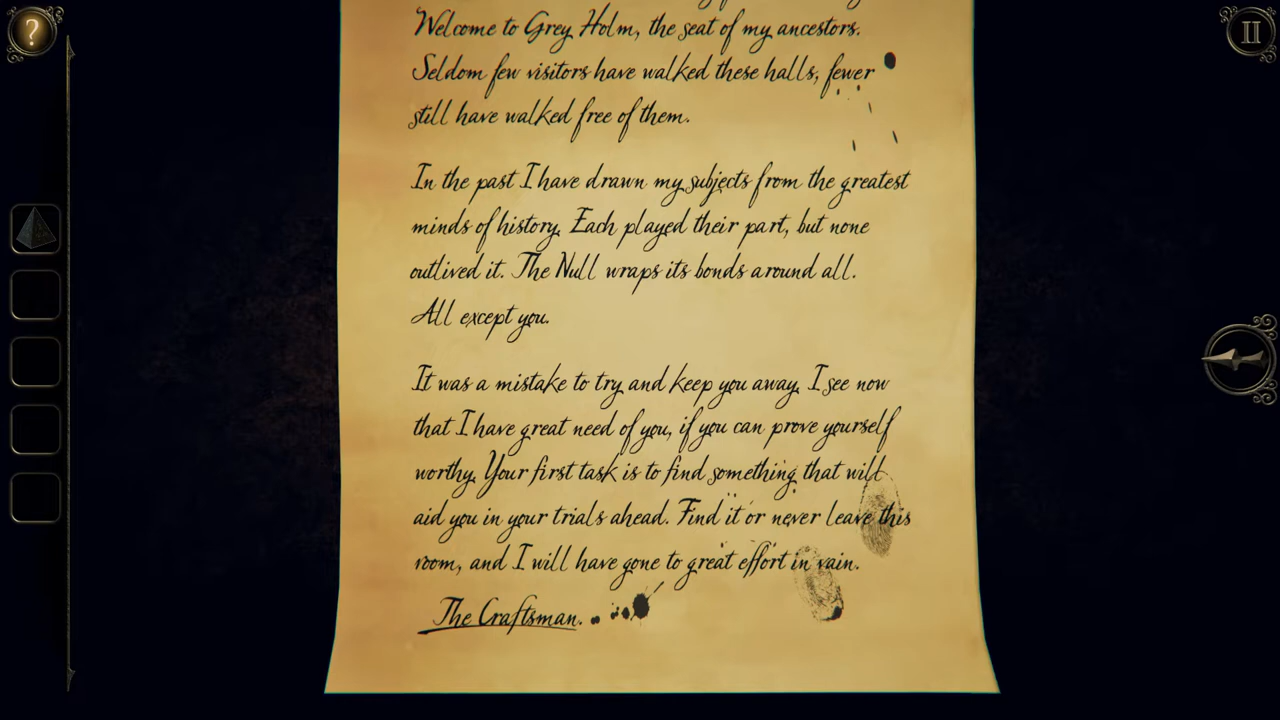 Welcome to Grey Holm, the seat of my ancestors.
Seldom few visitors have walked these halls, fewer
still have walked free of them.
In the past I have drawn my subjects from the greatest
minds of history. Each played their part, but none
outlived it. The Null wraps its bonds around all.
All except you.
It was a mistake to try and keep you away. I see now
that I have great need of you, if you can prove yourself
worthy. Your first task is to find something that will
aid you in your trials ahead. Find it or never leave this
room, and I will have gone to great effort in vain.
The Craftsman.
?